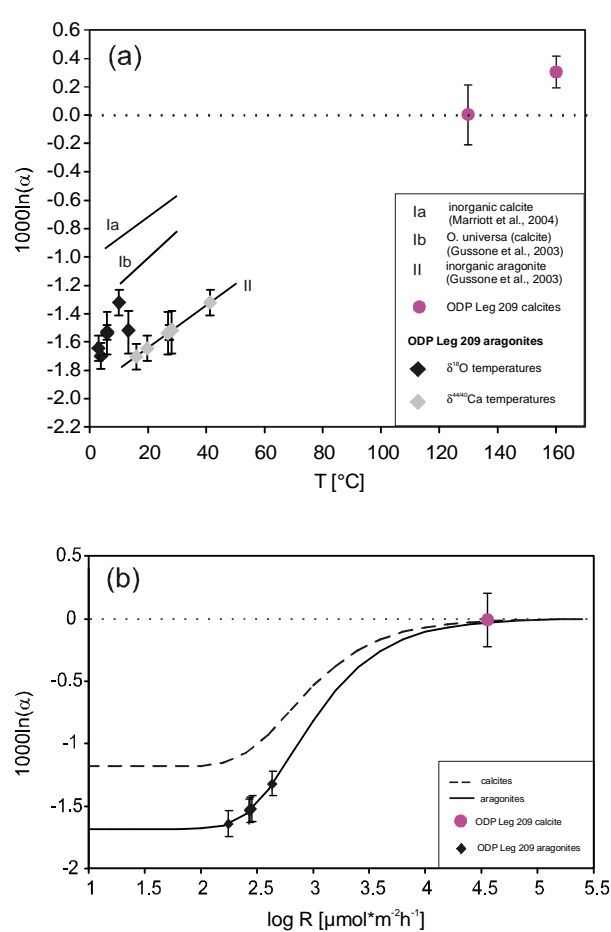 (a)
0.6
0.4
0.2
0.0
-0.2
-0.4
-0.6
-0.8
-1.0
-1.2
-1.4
-1.6
-1.8
-2.0
-2.2
1000ln(α)
Ia
Ib
II
Ia inorganic calcite
(Marriott et al., 2004)
Ib O. universa (calcite)
(Gussone et al., 2003)
II inorganic aragonite
(Gussone et al., 2003)
ODP Leg 209 calcites
ODP Leg 209 aragonites
δ¹⁸O temperatures
δ⁴⁴/⁴⁰Ca temperatures
0 20 40 60 80 100 120 140 160
T [°C]
(b)
0.5
0
-0.5
-1
-1.5
-2
1000ln(α)
calcites
aragonites
ODP Leg 209 calcite
ODP Leg 209 aragonites
1 1.5 2 2.5 3 3.5 4 4.5 5 5.5
log R [µmol*m⁻²h⁻¹]